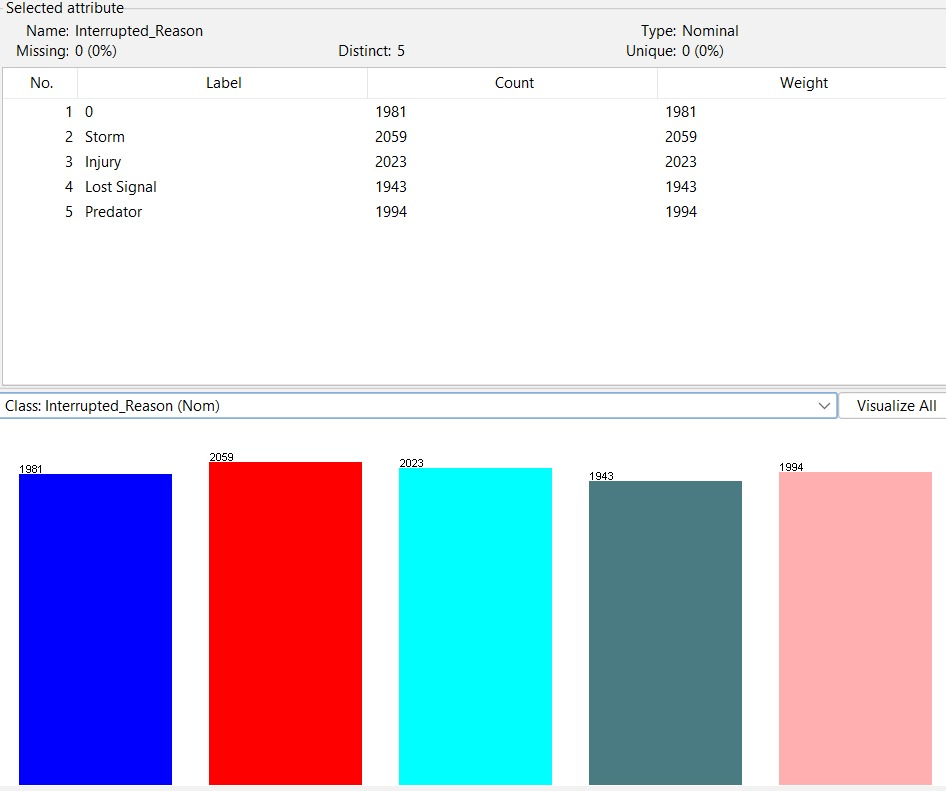 Selected attribute
Name: Interrupted_Reason Type: Nominal
Missing: 0 (0%) Distinct: 5 Unique: 0 (0%)
No. Label Count Weight
1 0 1981 1981
2 Storm 2059 2059
3 Injury 2023 2023
4 Lost Signal 1943 1943
5 Predator 1994 1994
Class: Interrupted_Reason (Nom) Visualize All
1981 2059 2023 1943 1994